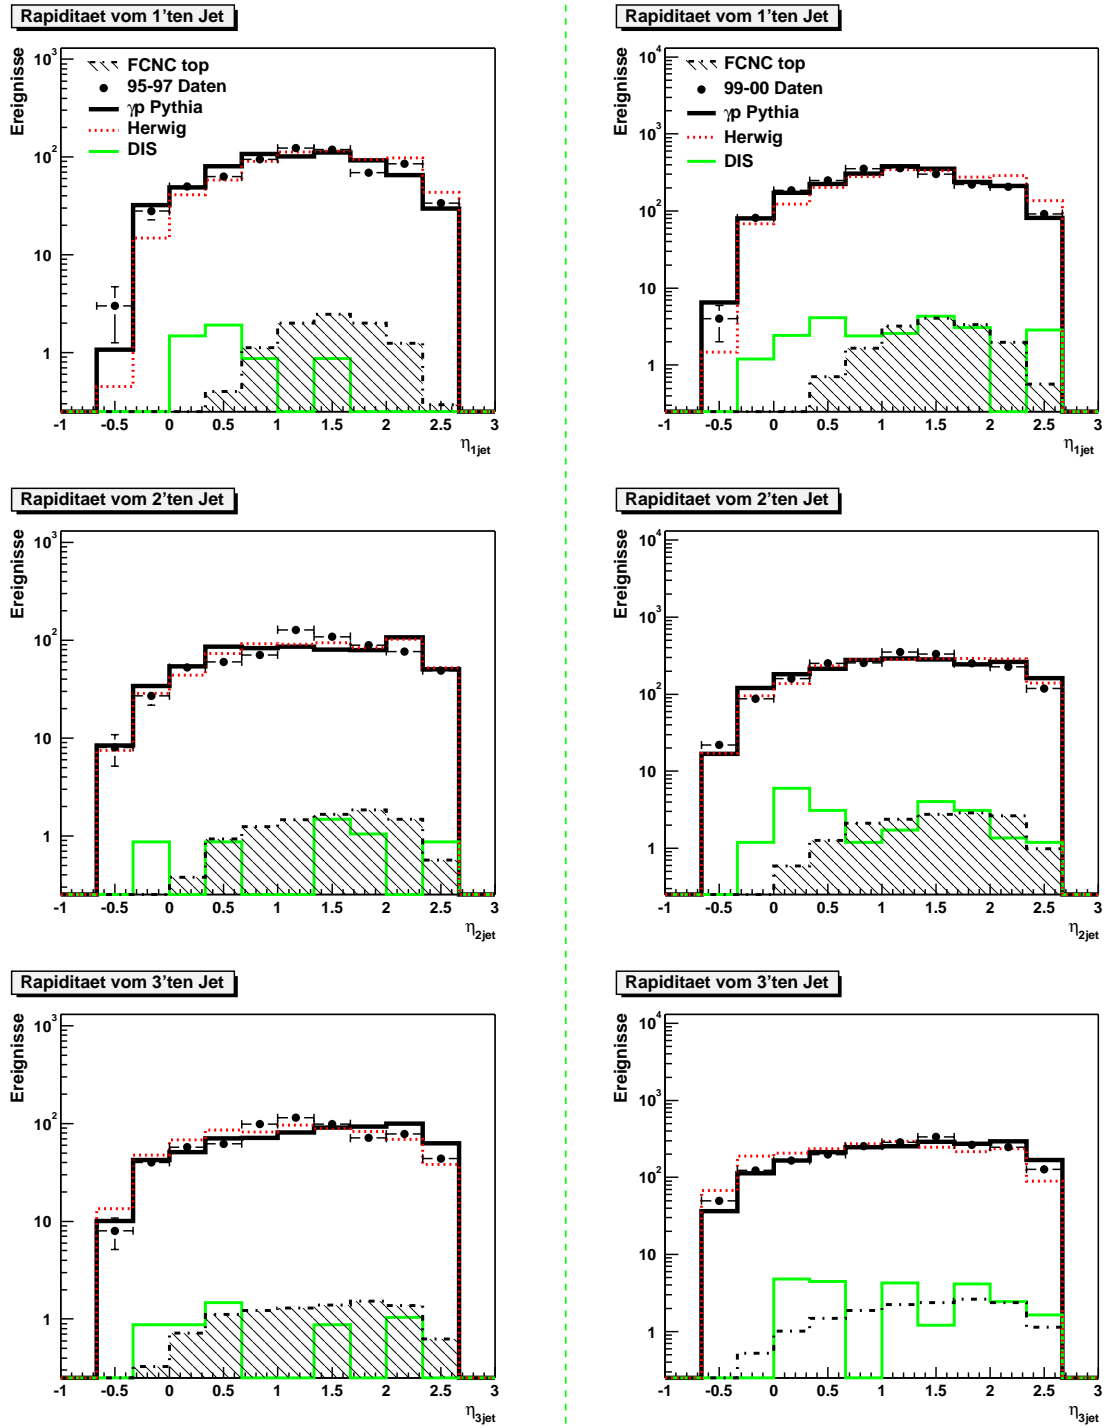 Rapiditaet vom 1'ten Jet
Ereignisse
10³
10²
10
1
FCNC top
95-97 Daten
γp Pythia
Herwig
DIS
-1 -0.5 0 0.5 1 1.5 2 2.5 3
η1jet
Rapiditaet vom 1'ten Jet
Ereignisse
10⁴
10³
10²
10
1
FCNC top
99-00 Daten
γp Pythia
Herwig
DIS
-1 -0.5 0 0.5 1 1.5 2 2.5 3
η1jet
Rapiditaet vom 2'ten Jet
Ereignisse
10³
10²
10
1
-1 -0.5 0 0.5 1 1.5 2 2.5 3
η2jet
Rapiditaet vom 2'ten Jet
Ereignisse
10⁴
10³
10²
10
1
-1 -0.5 0 0.5 1 1.5 2 2.5 3
η2jet
Rapiditaet vom 3'ten Jet
Ereignisse
10³
10²
10
1
-1 -0.5 0 0.5 1 1.5 2 2.5 3
η3jet
Rapiditaet vom 3'ten Jet
Ereignisse
10⁴
10³
10²
10
1
-1 -0.5 0 0.5 1 1.5 2 2.5 3
η3jet